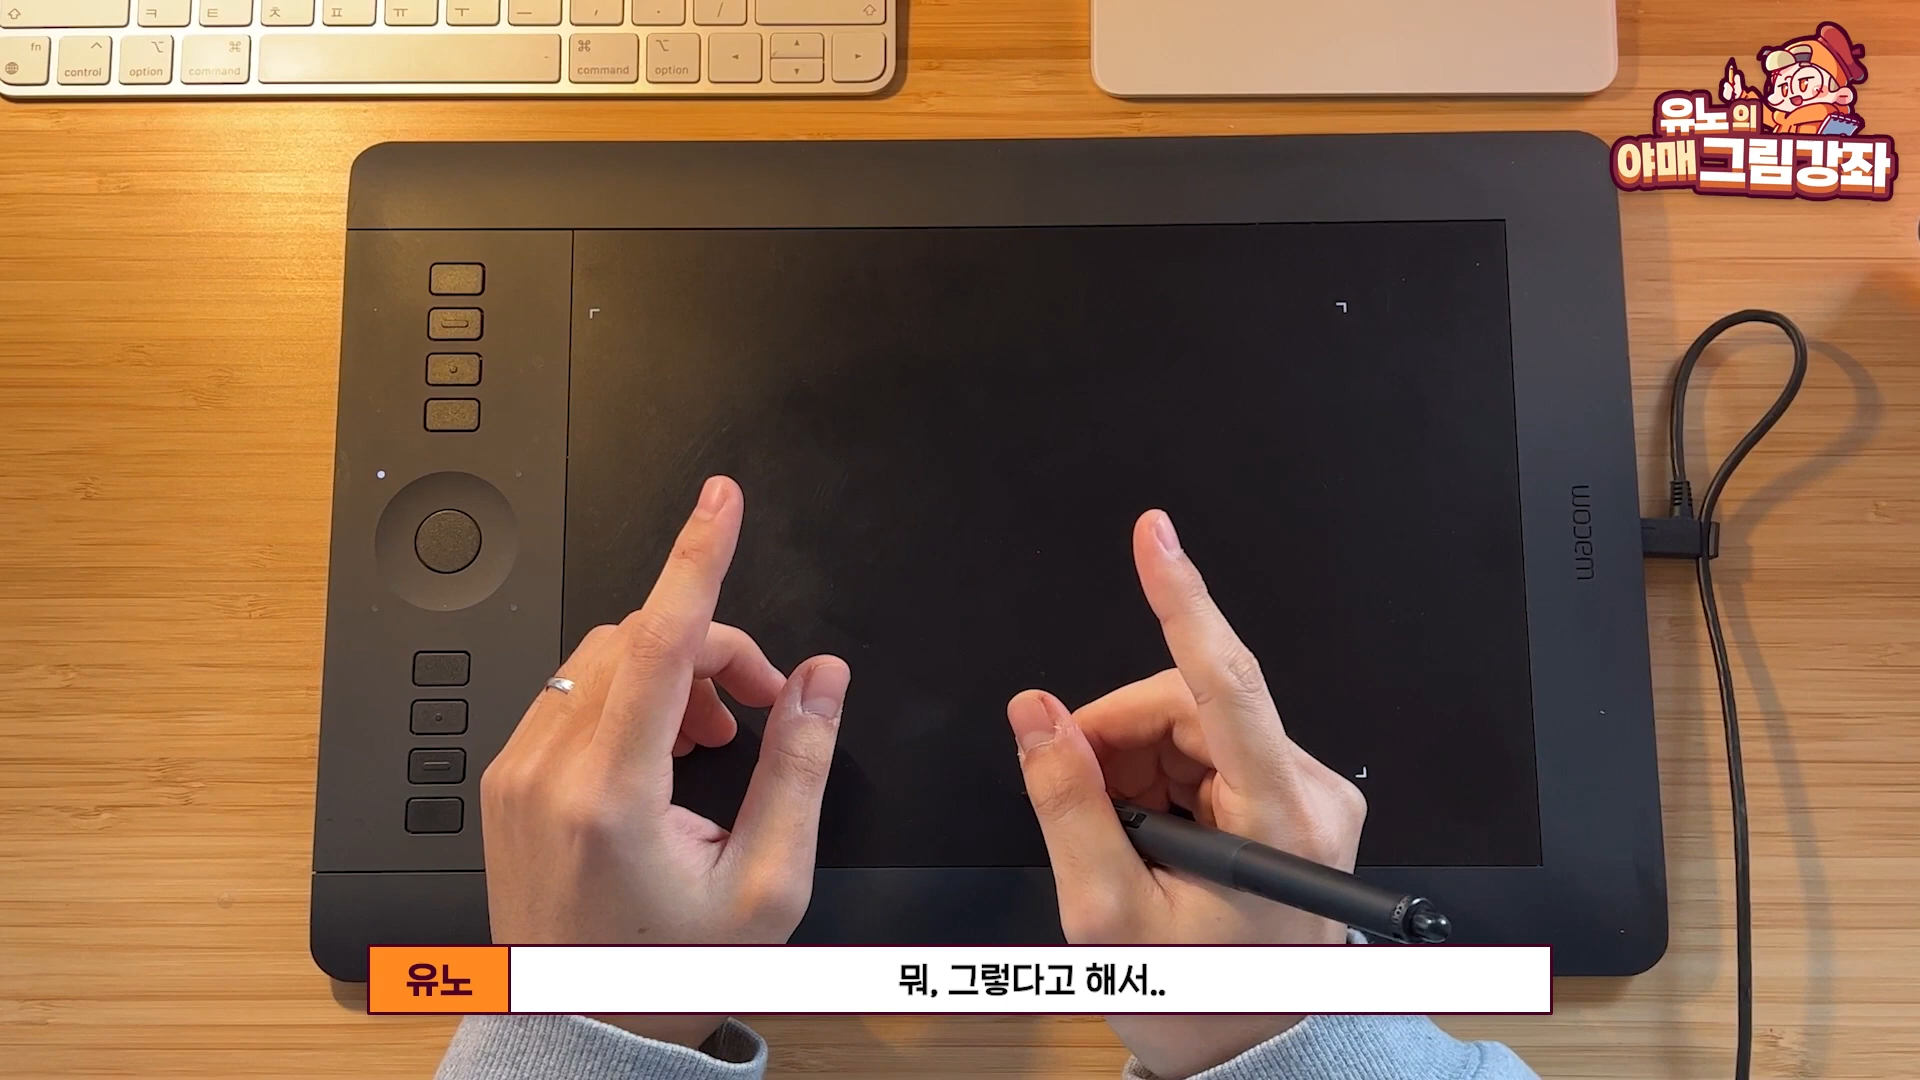 ㅋ ㅌ ㅊ ㅍ ㅠ ㅜ ㅡ , . /
fn control option command command option
유노의
야매그림강좌
wacom
유노 뭐, 그렇다고 해서..